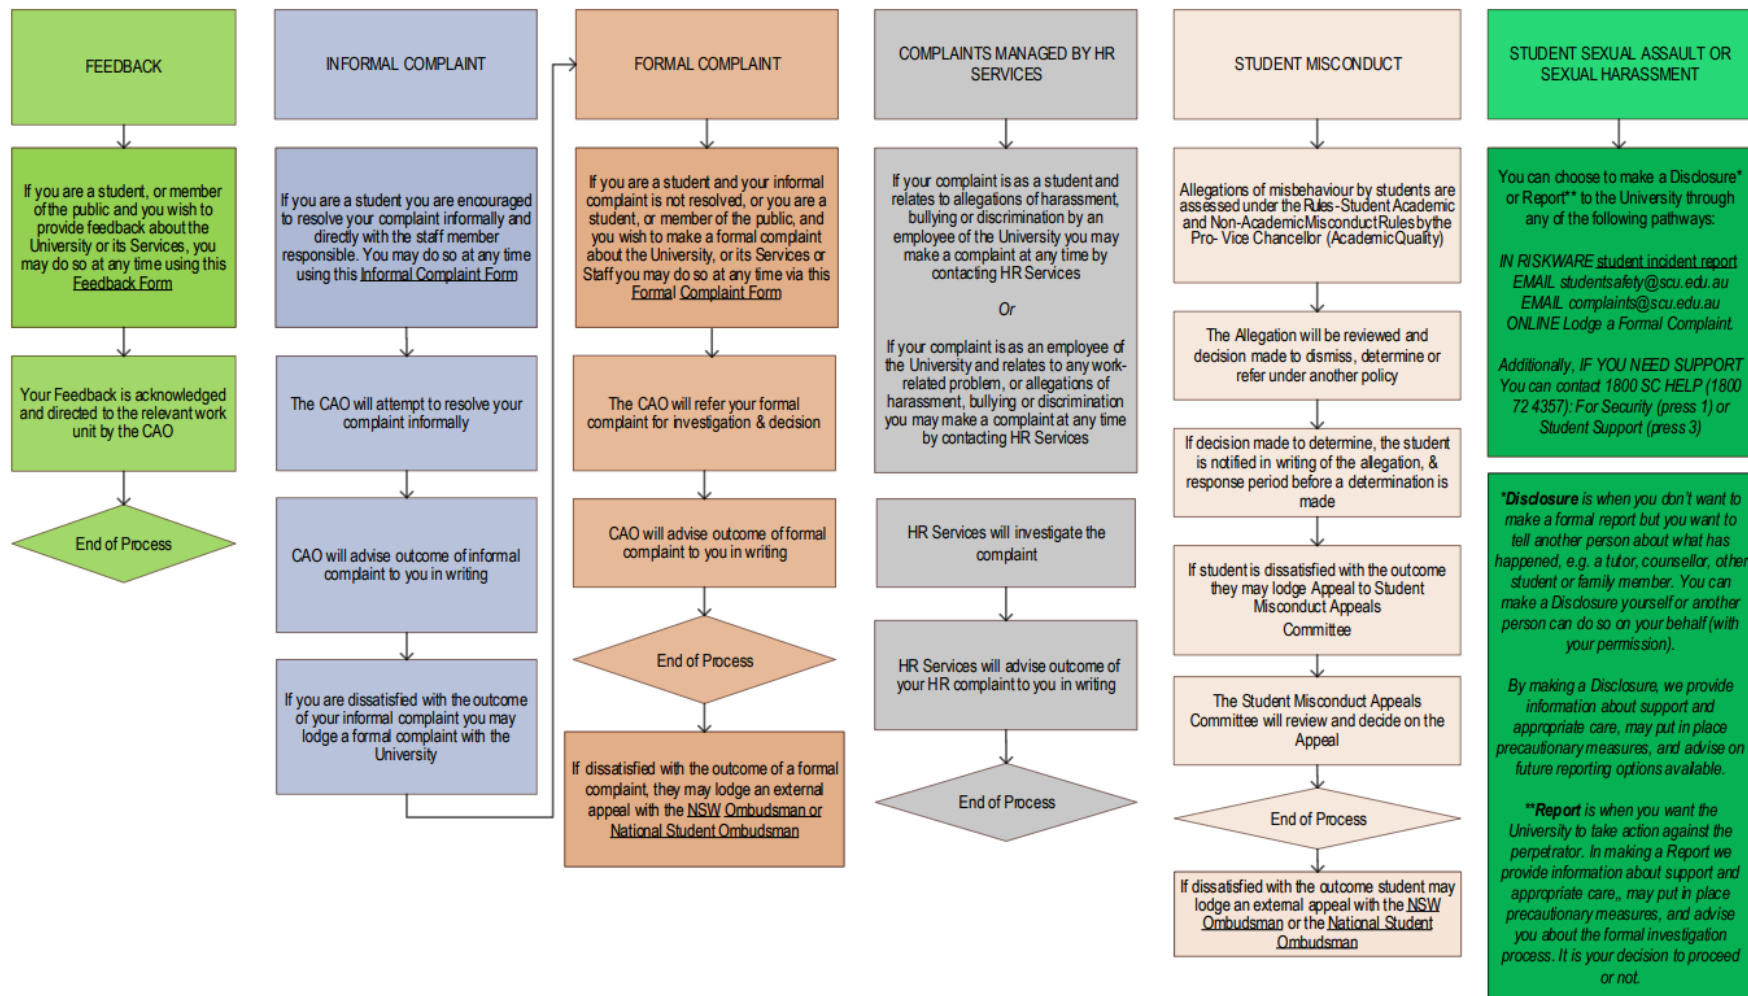 FEEDBACK
If you are a student, or member
of the public and you wish to
provide feedback about the
University or its Services, you
may do so at any time using this
Feedback Form
Your Feedback is acknowledged
and directed to the relevant work
unit by the CAO
End of Process
INFORMAL COMPLAINT
If you are a student you are encouraged
to resolve your complaint informally and
directly with the staff member
responsible. You may do so at any time
using this Informal Complaint Form
The CAO will attempt to resolve your
complaint informally
CAO will advise outcome of informal
complaint to you in writing
If you are dissatisfied with the outcome
of your informal complaint you may
lodge a formal complaint with the
University
FORMAL COMPLAINT
If you are a student and your informal
complaint is not resolved, or you are a
student, or member of the public, and
you wish to make a formal complaint
about the University, or its Services or
Staff you may do so at any time via this
Formal Complaint Form
The CAO will refer your formal
complaint for investigation & decision
CAO will advise outcome of formal
complaint to you in writing
End of Process
If dissatisfied with the outcome of a formal
complaint, they may lodge an external
appeal with the NSW Ombudsman or
National Student Ombudsman
COMPLAINTS MANAGED BY HR
SERVICES
If your complaint is as a student and
relates to allegations of harassment,
bullying or discrimination by an
employee of the University you may
make a complaint at any time by
contacting HR Services
Or
If your complaint is as an employee of
the University and relates to any work-
related problem, or allegations of
harassment, bullying or discrimination
you may make a complaint at any time
by contacting HR Services
HR Services will investigate the
complaint
HR Services will advise outcome of
your HR complaint to you in writing
End of Process
STUDENT MISCONDUCT
Allegations of misbehaviour by students are
assessed under the Rules-Student Academic
and Non-Academic Misconduct Rules by the
Pro- Vice Chancellor (Academic Quality)
The Allegation will be reviewed and
decision made to dismiss, determine or
refer under another policy
If decision made to determine, the student
is notified in writing of the allegation, &
response period before a determination is
made
If student is dissatisfied with the outcome
they may lodge Appeal to Student
Misconduct Appeals
Committee
The Student Misconduct Appeals
Committee will review and decide on the
Appeal
End of Process
If dissatisfied with the outcome student may
lodge an external appeal with the NSW
Ombudsman or the National Student
Ombudsman
STUDENT SEXUAL ASSAULT OR
SEXUAL HARASSMENT
You can choose to make a Disclosure*
or Report** to the University through
any of the following pathways:
IN RISKWARE student incident report
EMAIL studentsafety@scu.edu.au
EMAIL complaints@scu.edu.au
ONLINE Lodge a Formal Complaint.
Additionally, IF YOU NEED SUPPORT
You can contact 1800 SC HELP (1800
72 4357): For Security (press 1) or
Student Support (press 3)
*Disclosure is when you don't want to
make a formal report but you want to
tell another person about what has
happened, e.g. a tutor, counsellor, other
student or family member. You can
make a Disclosure yourself or another
person can do so on your behalf (with
your permission).
By making a Disclosure, we provide
information about support and
appropriate care, may put in place
precautionary measures, and advise on
future reporting options available.
**Report is when you want the
University to take action against the
perpetrator. In making a Report we
provide information about support and
appropriate care,, may put in place
precautionary measures, and advise
you about the formal investigation
process. It is your decision to proceed
or not.